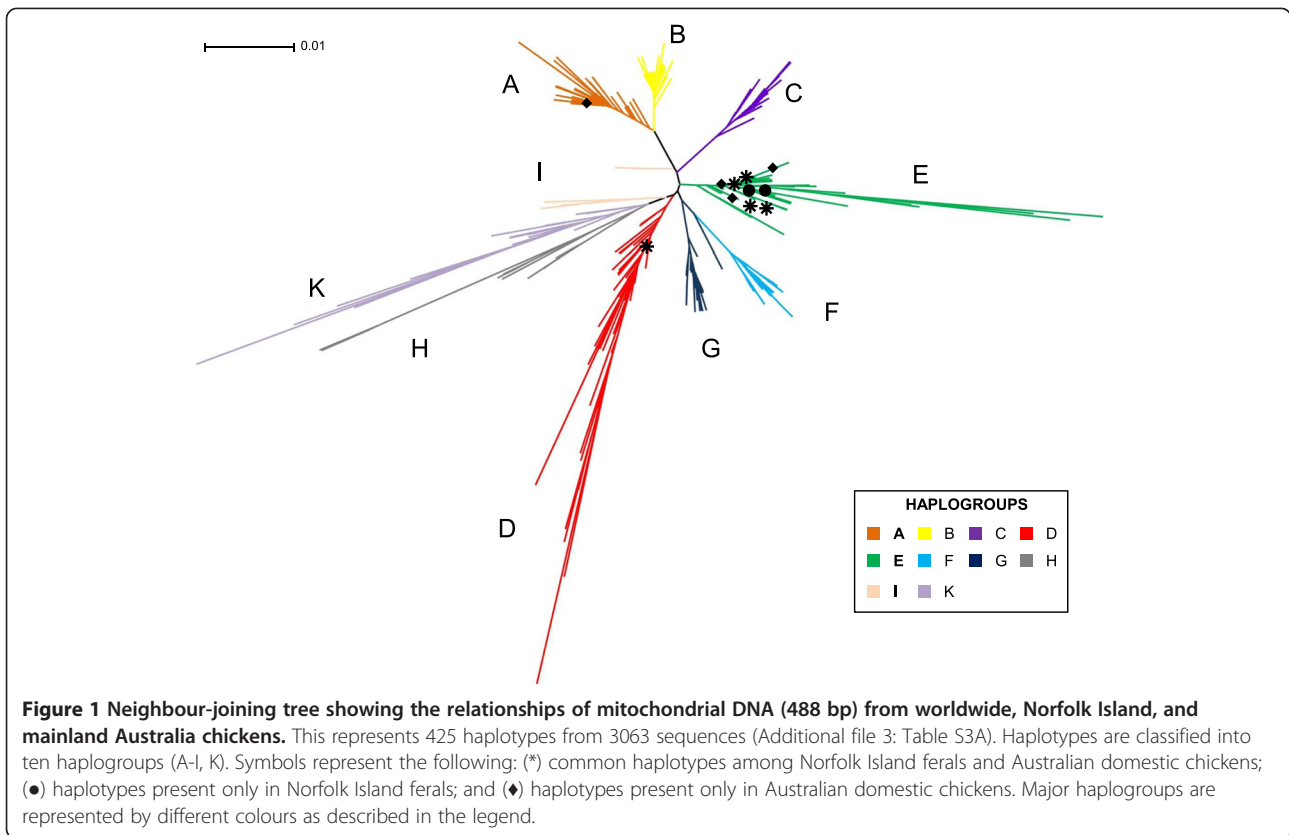 0.01
B
A
C
I
E
K
F
H
G
D
HAPLOGROUPS
A B C D
E F G H
I K
Figure 1 Neighbour-joining tree showing the relationships of mitochondrial DNA (488 bp) from worldwide, Norfolk Island, and
mainland Australia chickens. This represents 425 haplotypes from 3063 sequences (Additional file 3: Table S3A). Haplotypes are classified into
ten haplogroups (A-I, K). Symbols represent the following: (*) common haplotypes among Norfolk Island ferals and Australian domestic chickens;
(●) haplotypes present only in Norfolk Island ferals; and (♦) haplotypes present only in Australian domestic chickens. Major haplogroups are
represented by different colours as described in the legend.